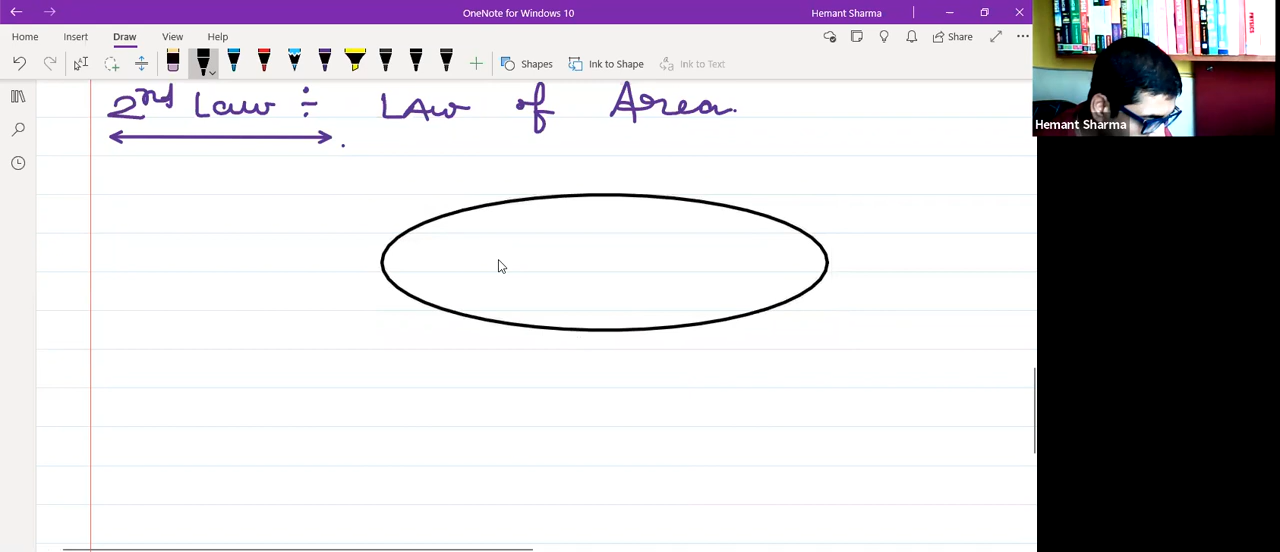 OneNote for Windows 10
Hemant Sharma
Home Insert Draw View Help
Share
Shapes Ink to Shape Ink to Text
2nd Law ÷ LAw of Area.
Hemant Sharma
PHYSICS